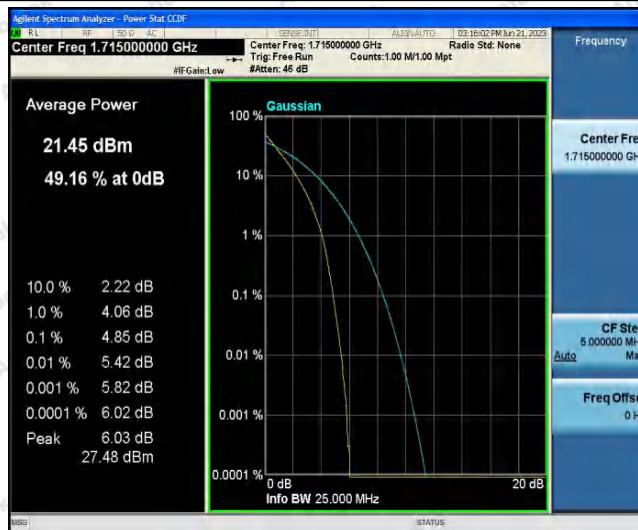 Agilent Spectrum Analyzer - Power Stat CCDF
RL RF 50 Ω AC SENSE:INT ALIGN AUTO 03:16:02 PM Jun 21, 2023
Center Freq 1.715000000 GHz
Center Freq: 1.715000000 GHz Radio Std: None
Trig: Free Run Counts:1.00 M/1.00 Mpt
#IFGain:Low #Atten: 46 dB
Frequency
Average Power
21.45 dBm
49.16 % at 0dB
10.0 % 2.22 dB
1.0 % 4.06 dB
0.1 % 4.85 dB
0.01 % 5.42 dB
0.001 % 5.82 dB
0.0001 % 6.02 dB
Peak 6.03 dB
27.48 dBm
Gaussian
100 %
10 %
1 %
0.1 %
0.01 %
0.001 %
0.0001 %
0 dB 20 dB
Info BW 25.000 MHz
Center Fre
1.715000000 GH
CF Ste
5.000000 MH
Auto Ma
Freq Offse
0 H
MSG STATUS